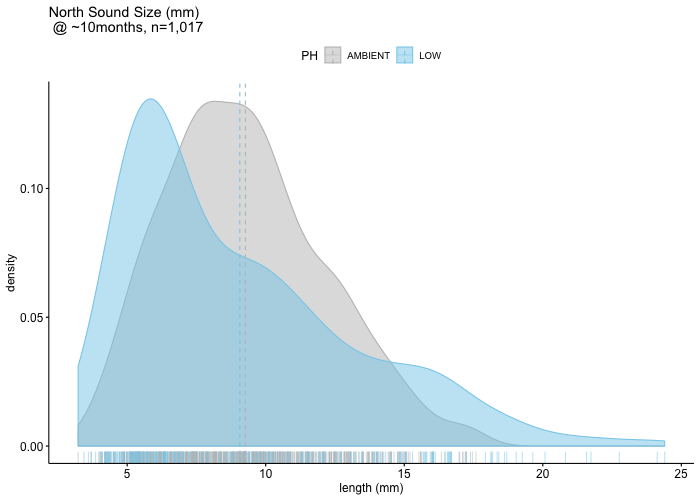 North Sound Size (mm)
@ ~10months, n=1,017
PH AMBIENT LOW
0.10
0.05
0.00
density
5 10 15 20 25
length (mm)